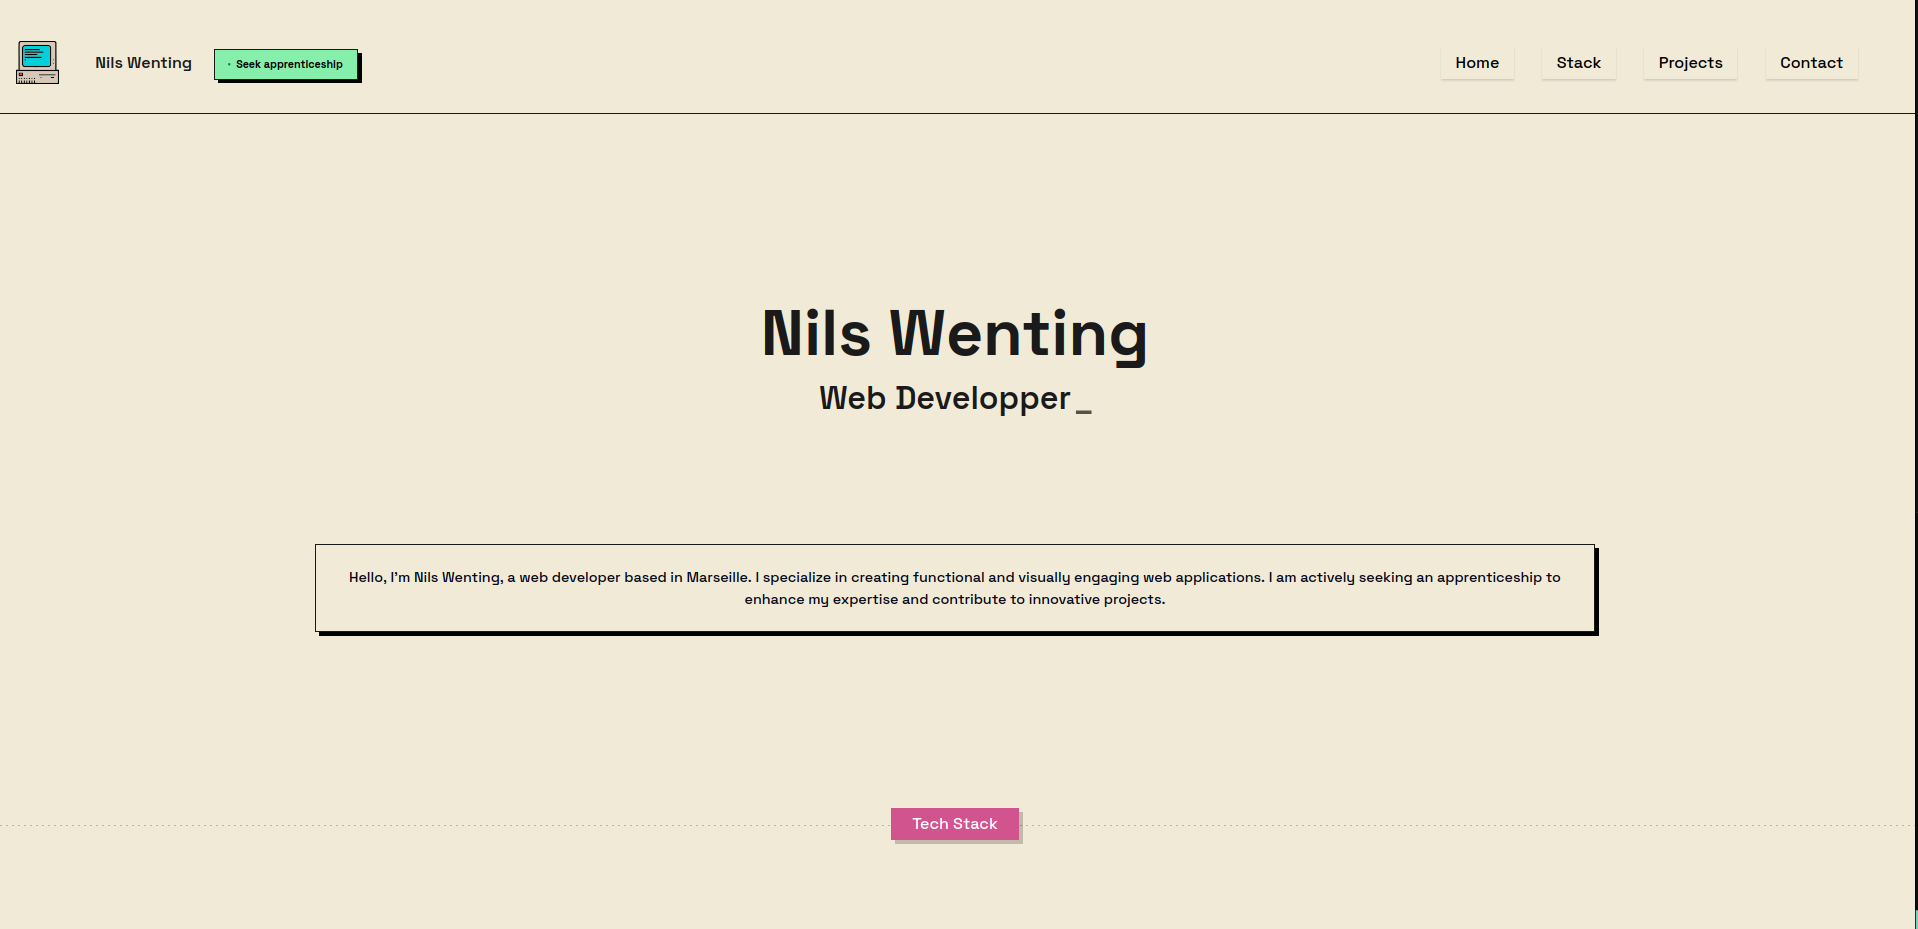 Nils Wenting
Seek apprenticeship
Home
Stack
Projects
Contact
Nils Wenting
Web Developper _
Hello, I'm Nils Wenting, a web developer based in Marseille. I specialize in creating functional and visually engaging web applications. I am actively seeking an apprenticeship to
enhance my expertise and contribute to innovative projects.
Tech Stack